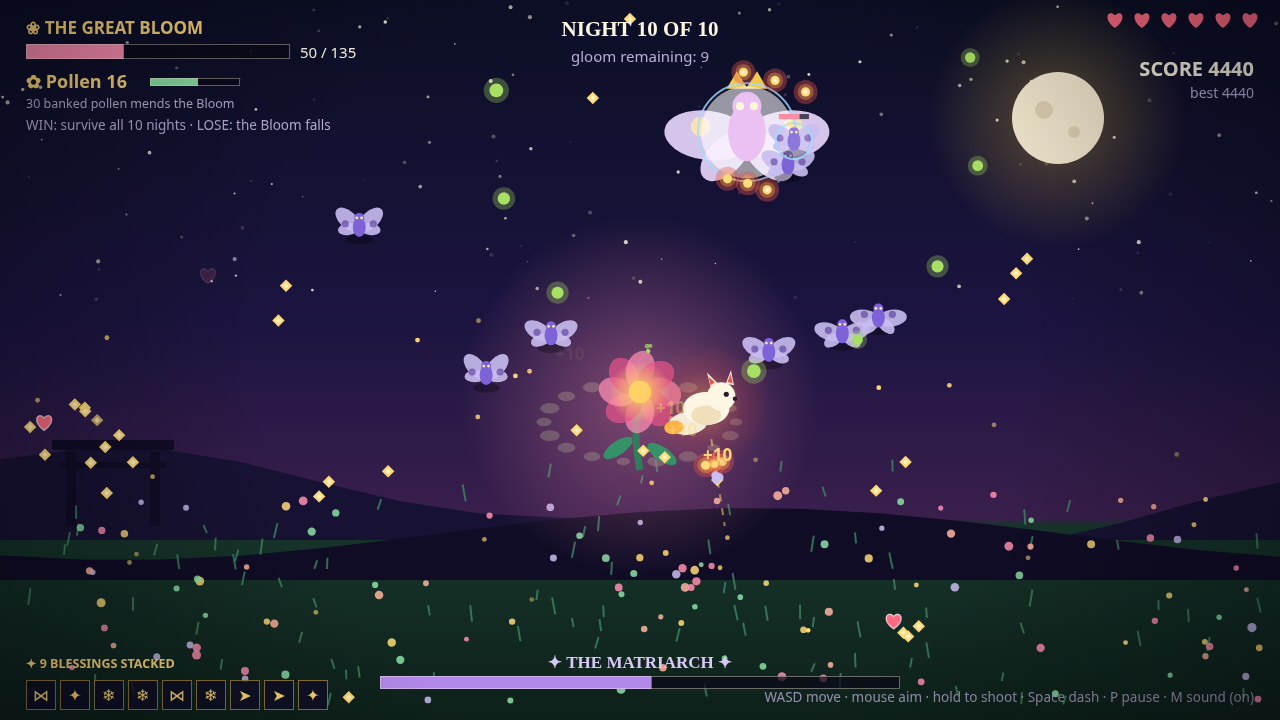 ❀ THE GREAT BLOOM
50 / 135
✿ Pollen 16
30 banked pollen mends the Bloom
WIN: survive all 10 nights · LOSE: the Bloom falls
NIGHT 10 OF 10
gloom remaining: 9
SCORE 4440
best 4440
+10
+10
+10
✦ 9 BLESSINGS STACKED
✦ THE MATRIARCH ✦
WASD move · mouse aim · hold to shoot · Space dash · P pause · M sound (on)